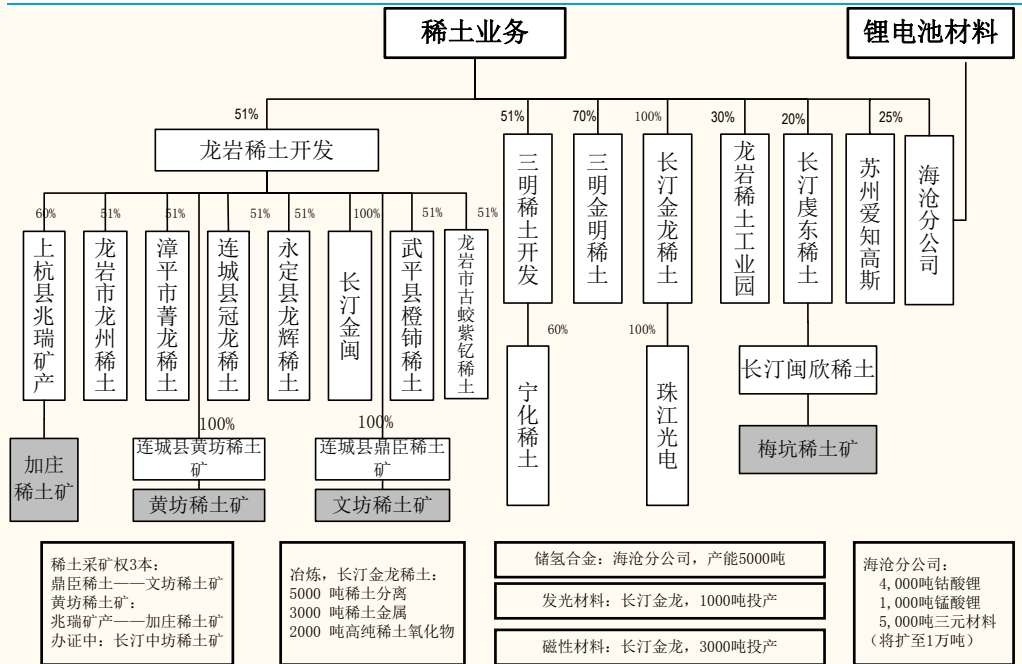 稀土业务
锂电池材料
51%
51%
70%
100%
30%
20%
25%
龙岩稀土开发
三明稀土开发
三明金明稀土
长汀金龙稀土
龙岩稀土工业园
长汀虔东稀土
苏州爱知高斯
海沧分公司
60%
51%
51%
51%
51%
100%
51%
51%
上杭县兆瑞矿产
龙岩市龙州稀土
漳平市菁龙稀土
连城县冠龙稀土
永定县龙辉稀土
长汀金闽
武平县橙铈稀土
龙岩市古蛟紫钇稀土
60%
100%
宁化稀土
珠江光电
长汀闽欣稀土
梅坑稀土矿
100%
100%
加庄
稀土矿
连城县黄坊稀土
矿
连城县鼎臣稀土
矿
黄坊稀土矿
文坊稀土矿
稀土采矿权3本:
鼎臣稀土——文坊稀土矿
黄坊稀土矿:
兆瑞矿产——加庄稀土矿
办证中: 长汀中坊稀土矿
冶炼, 长汀金龙稀土:
5000 吨稀土分离
3000 吨稀土金属
2000 吨高纯稀土氧化物
储氢合金: 海沧分公司, 产能5000吨
发光材料: 长汀金龙, 1000吨投产
磁性材料: 长汀金龙, 3000吨投产
海沧分公司:
4,000吨钴酸锂
1,000吨锰酸锂
5,000吨三元材料
(将扩至1万吨)